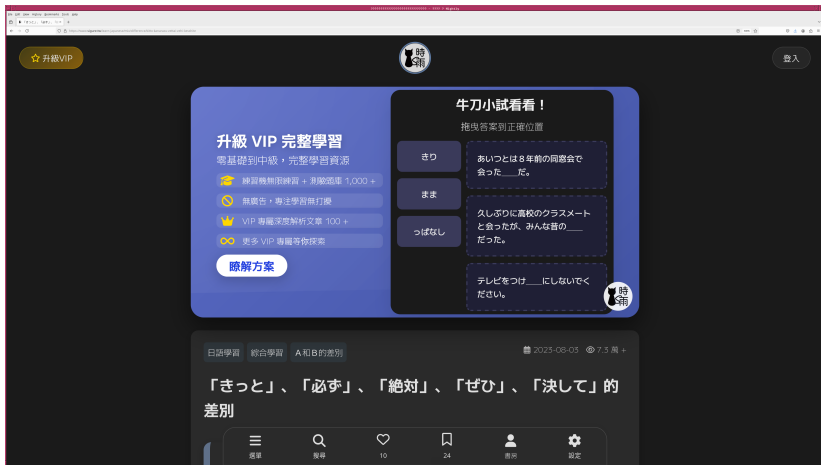 升級VIP
時雨
登入
升級 VIP 完整學習
零基礎到中級，完整學習資源
練習機無限練習 + 測驗題庫 1,000 +
無廣告，專注學習無打擾
VIP 專屬深度解析文章 100 +
更多 VIP 專屬等你探索
瞭解方案
牛刀小試看看！
拖曳答案到正確位置
きり
まま
っぱなし
あいつとは８年前の同窓会で
会った___だ。
久しぶりに高校のクラスメート
と会ったが、みんな昔の___
だった。
テレビをつけ___にしないでく
ださい。
時雨
日語學習 綜合學習 A和B的差別
2023-08-03 7.3 萬 +
「きっと」、「必ず」、「絶対」、「ぜひ」、「決して」的
差別
選單 搜尋 10 24 書房 設定